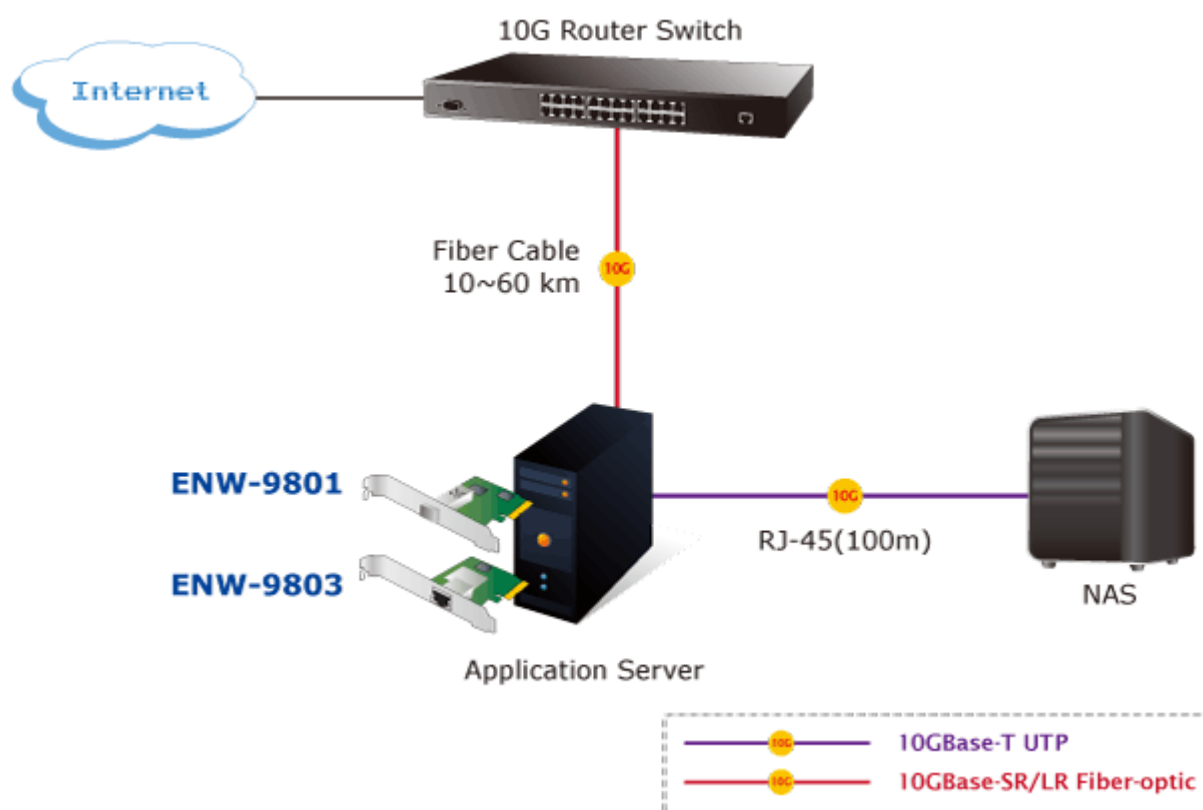 10G Router Switch
Internet
Fiber Cable
10~60 km
10G
ENW-9801
10G
RJ-45(100m)
ENW-9803
NAS
Application Server
10G
10GBase-T UTP
10G
10GBase-SR/LR Fiber-optic